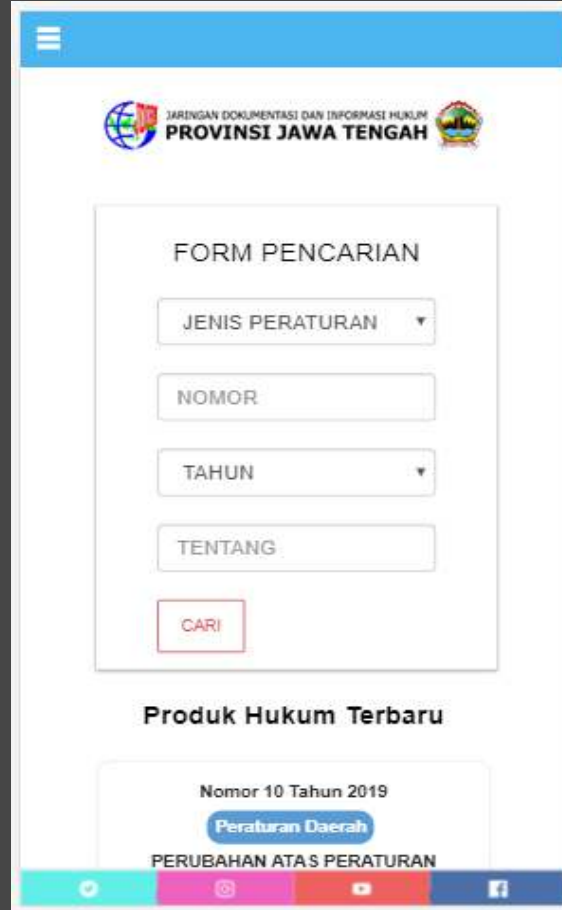 JARINGAN DOKUMENTASI DAN INFORMASI HUKUM
PROVINSI JAWA TENGAH
FORM PENCARIAN
JENIS PERATURAN
NOMOR
TAHUN
TENTANG
CARI
Produk Hukum Terbaru
Nomor 10 Tahun 2019
Peraturan Daerah
PERUBAHAN ATAS PERATURAN